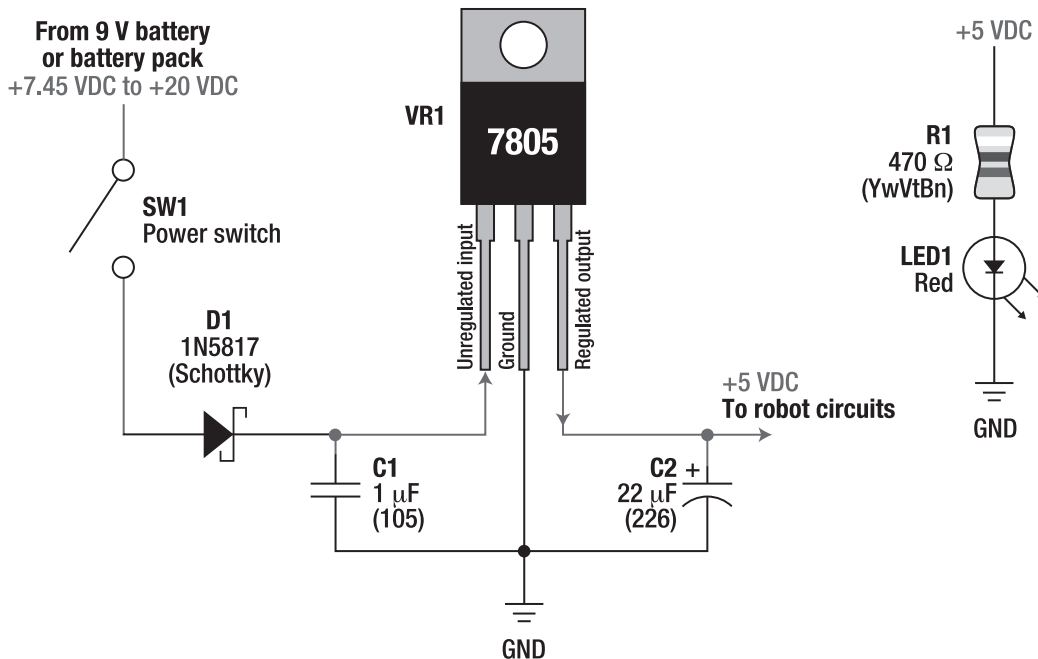 From 9 V battery
or battery pack
+7.45 VDC to +20 VDC
SW1
Power switch
D1
1N5817
(Schottky)
VR1
7805
Unregulated input
Ground
Regulated output
C1
1 μF
(105)
C2 +
22 μF
(226)
+5 VDC
To robot circuits
GND
+5 VDC
R1
470 Ω
(YwVtBn)
LED1
Red
GND